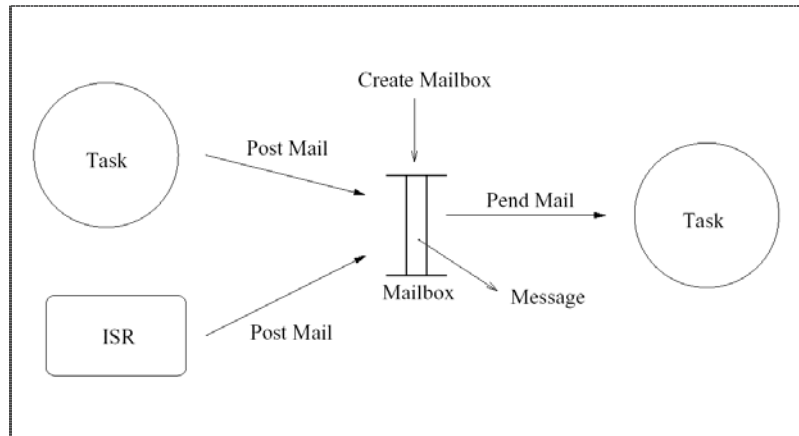 Create Mailbox
Task
Post Mail
Pend Mail
Task
Mailbox
Message
ISR
Post Mail